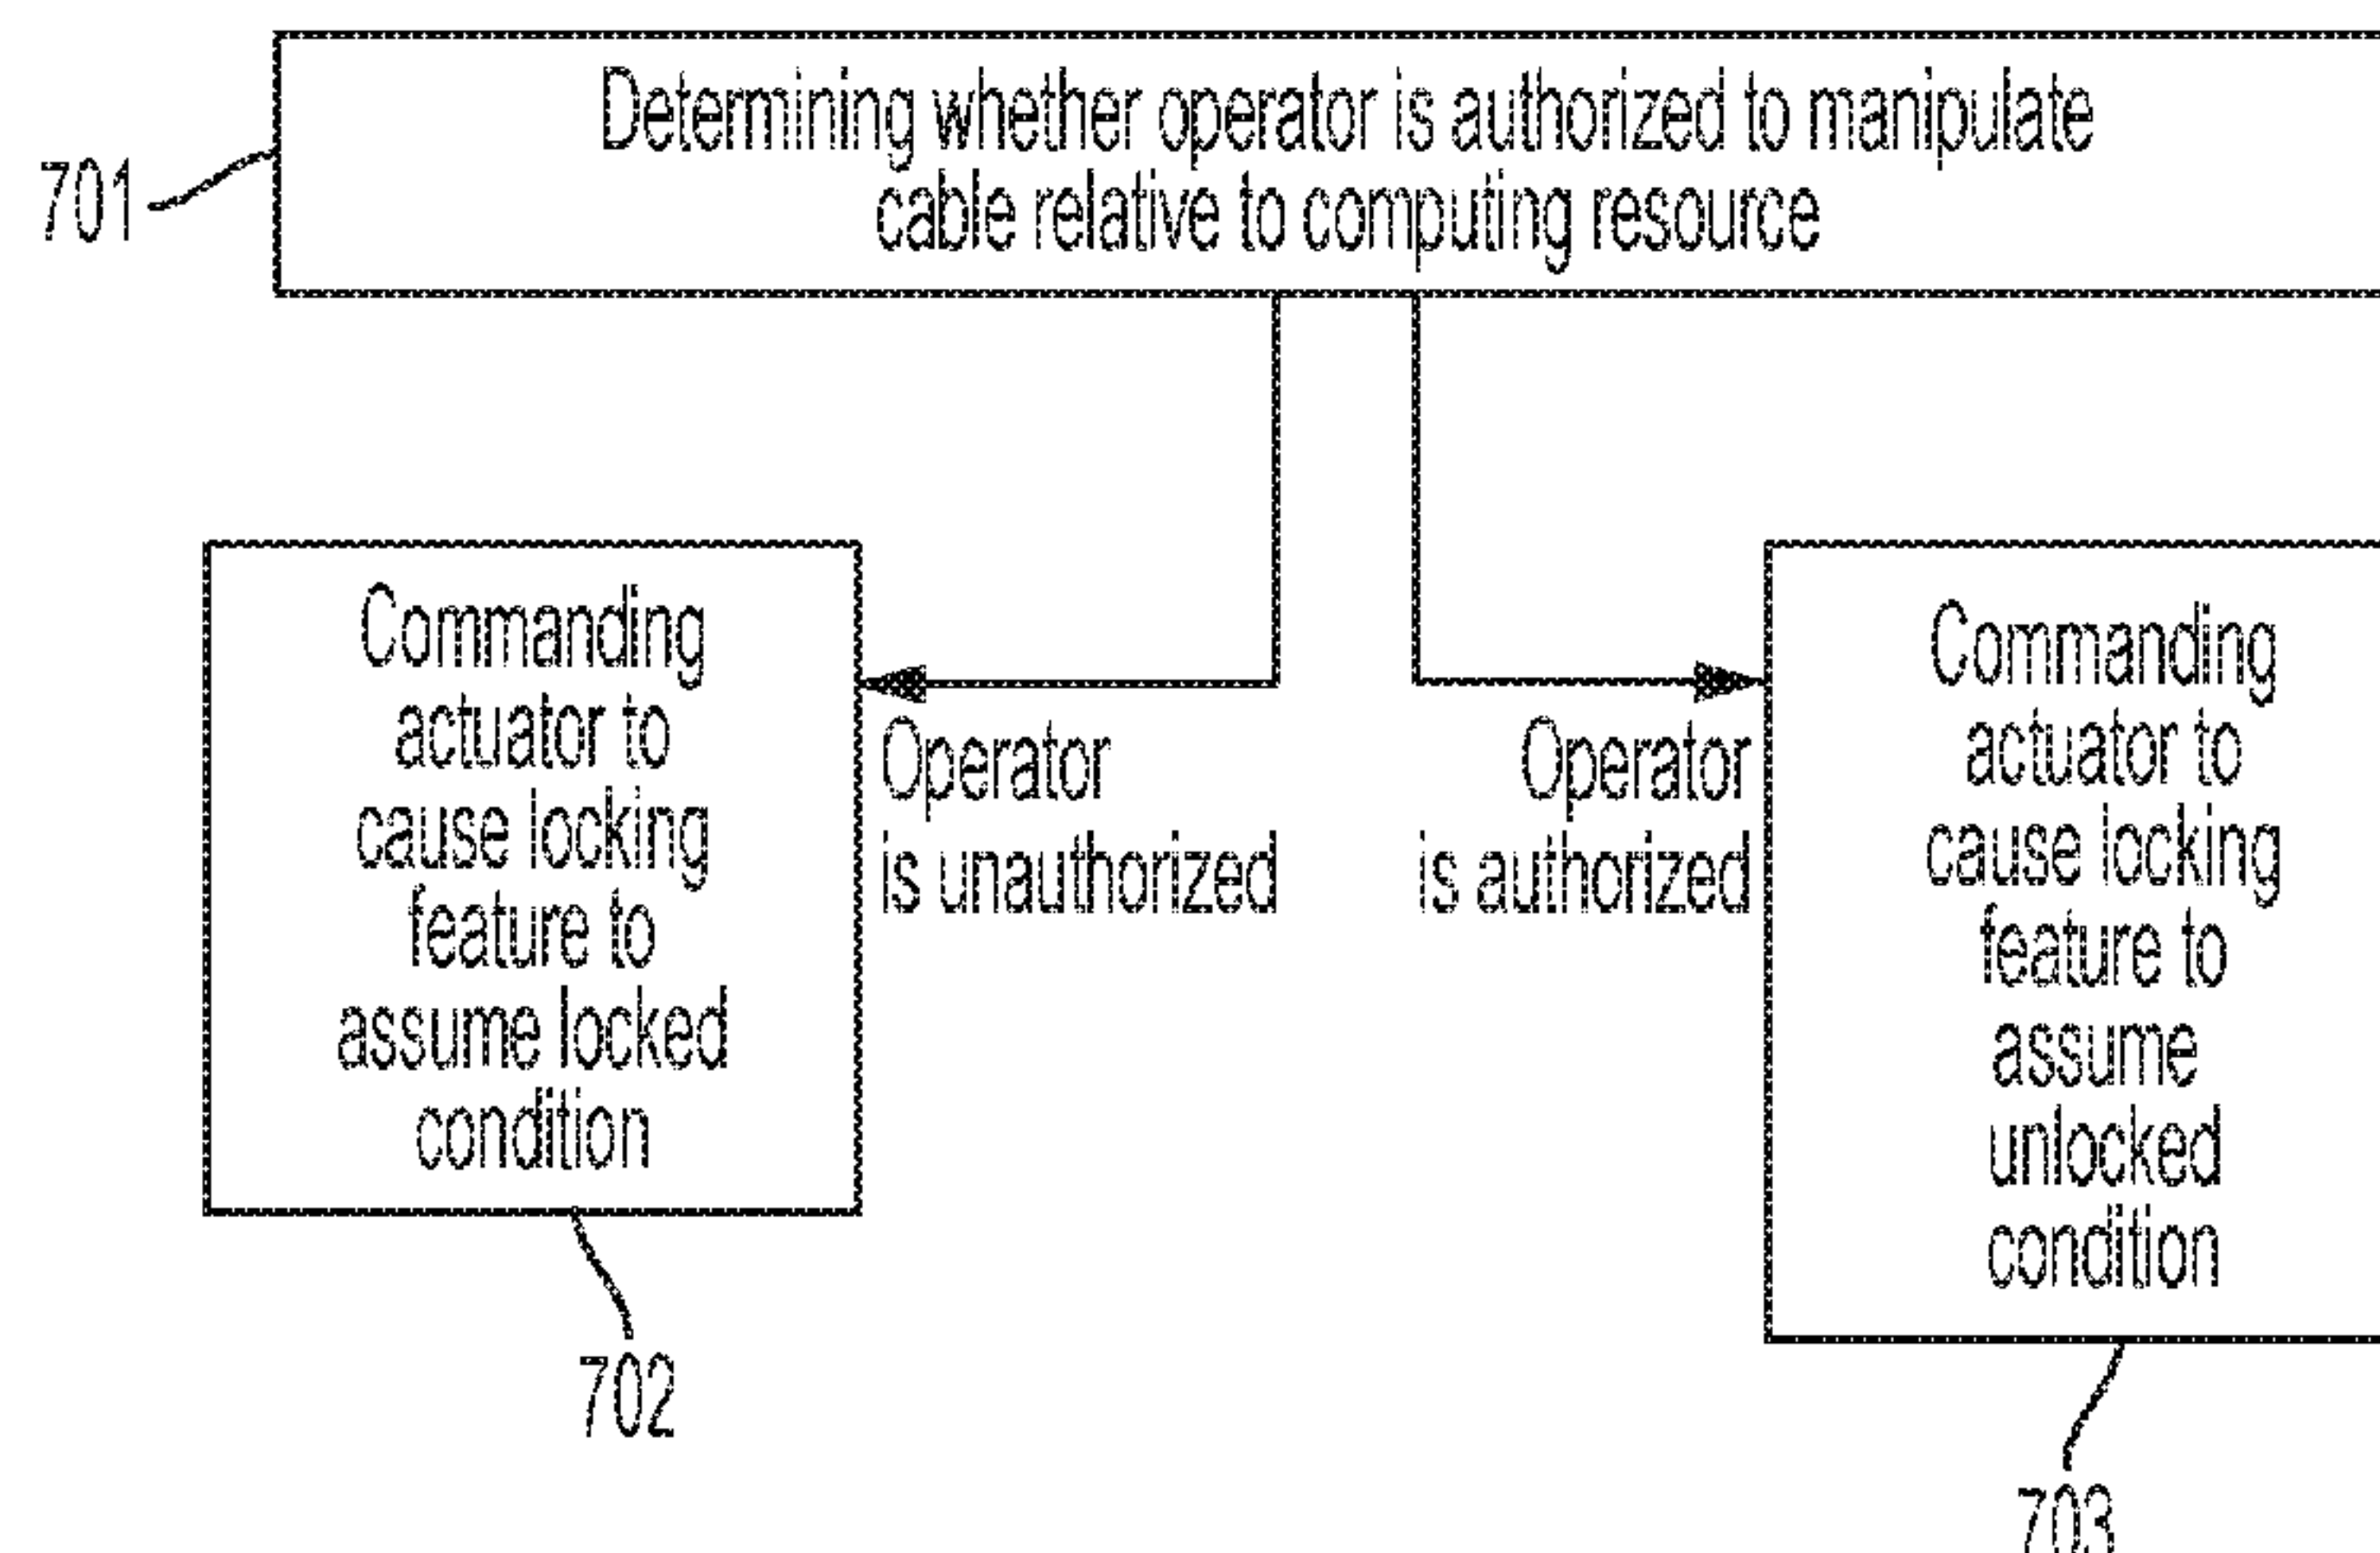 Determining whether operator is authorized to manipulate
cable relative to computing resource
701
Commanding
actuator to
cause locking
feature to
assume locked
condition
702
Operator
is unauthorized
Operator
is authorized
Commanding
actuator to
cause locking
feature to
assume
unlocked
condition
703